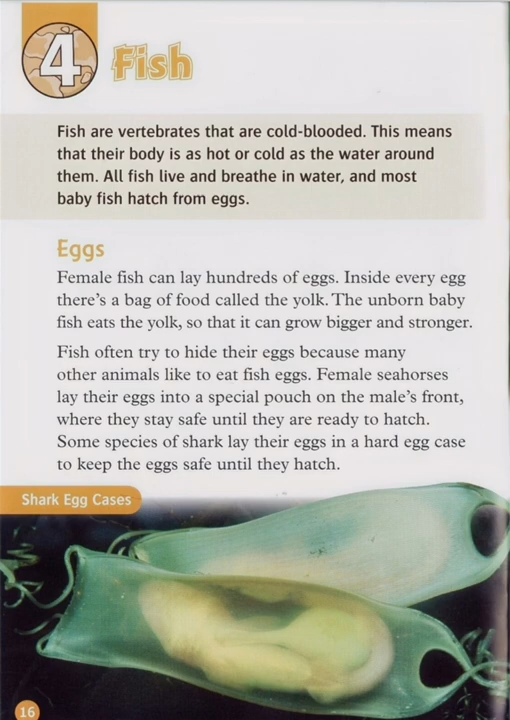 4 Fish
Fish are vertebrates that are cold-blooded. This means
that their body is as hot or cold as the water around
them. All fish live and breathe in water, and most
baby fish hatch from eggs.
Eggs
Female fish can lay hundreds of eggs. Inside every egg
there's a bag of food called the yolk. The unborn baby
fish eats the yolk, so that it can grow bigger and stronger.
Fish often try to hide their eggs because many
other animals like to eat fish eggs. Female seahorses
lay their eggs into a special pouch on the male's front,
where they stay safe until they are ready to hatch.
Some species of shark lay their eggs in a hard egg case
to keep the eggs safe until they hatch.
Shark Egg Cases
16